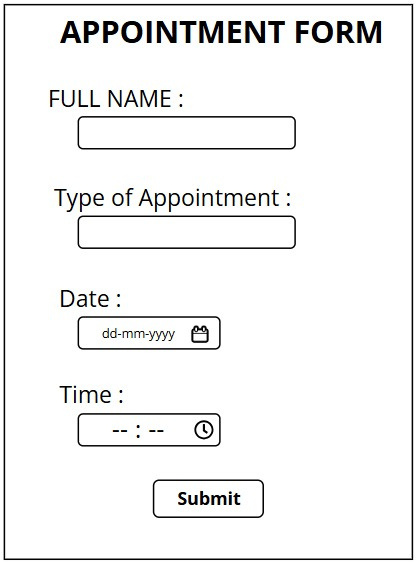 APPOINTMENT FORM
FULL NAME :
Type of Appointment :
Date :
dd-mm-yyyy
Time :
-- : --
Submit